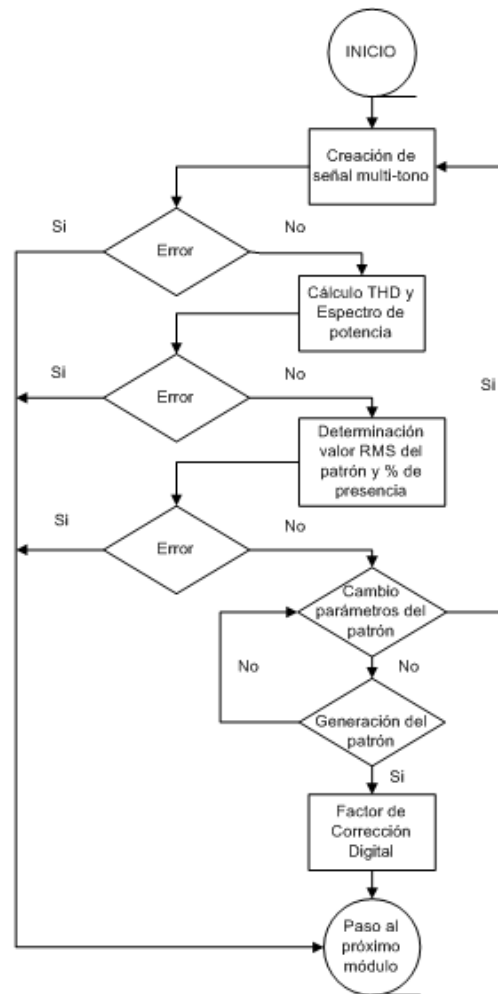 INICIO
Creación de
señal multi-tono
Si
No
Error
Cálculo THD y
Espectro de
potencia
Si
No
Error
Si
Determinación
valor RMS del
patrón y % de
presencia
Si
No
Error
Cambio
parámetros del
patrón
No
No
Generación del
patrón
Si
Factor de
Corrección
Digital
Paso al
próximo
módulo